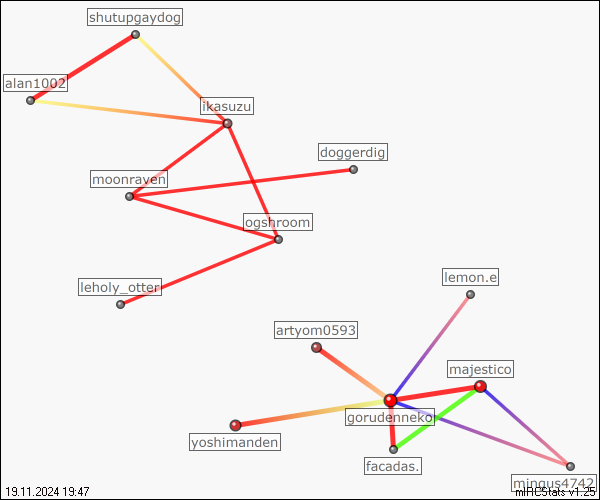 shutupgaydog
alan1002
ikasuzu
doggerdig
moonraven
ogshroom
leholy_otter
lemon.e
artyom0593
majestico
gorudenneko
yoshimanden
facadas.
mingus4742
19.11.2024 19:47
mIRCStats v1.25